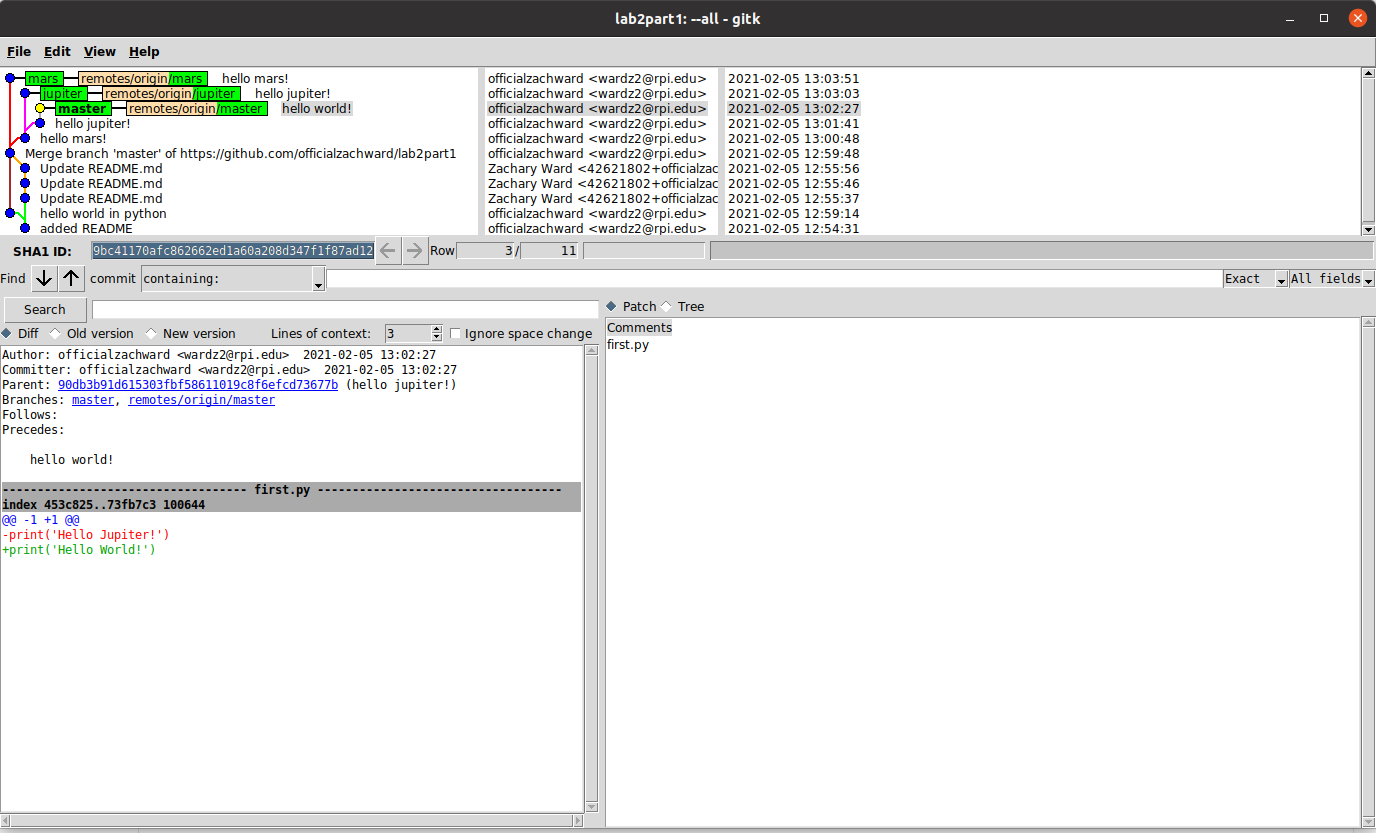 lab2part1: --all - gitk
File Edit View Help
mars remotes/origin/mars hello mars! officialzachward <wardz2@rpi.edu> 2021-02-05 13:03:51
jupiter remotes/origin/jupiter hello jupiter! officialzachward <wardz2@rpi.edu> 2021-02-05 13:03:03
master remotes/origin/master hello world! officialzachward <wardz2@rpi.edu> 2021-02-05 13:02:27
hello jupiter! officialzachward <wardz2@rpi.edu> 2021-02-05 13:01:41
hello mars! officialzachward <wardz2@rpi.edu> 2021-02-05 13:00:48
Merge branch 'master' of https://github.com/officialzachward/lab2part1 officialzachward <wardz2@rpi.edu> 2021-02-05 12:59:48
Update README.md Zachary Ward <42621802+officialzac 2021-02-05 12:55:56
Update README.md Zachary Ward <42621802+officialzac 2021-02-05 12:55:46
Update README.md Zachary Ward <42621802+officialzac 2021-02-05 12:55:37
hello world in python officialzachward <wardz2@rpi.edu> 2021-02-05 12:59:14
added README officialzachward <wardz2@rpi.edu> 2021-02-05 12:54:31
SHA1 ID: 9bc41170afc862662ed1a60a208d347f1f87ad12 Row 3 / 11
Find commit containing: Exact All fields
Search
Patch Tree
Diff Old version New version Lines of context: 3 Ignore space change
Comments
first.py
Author: officialzachward <wardz2@rpi.edu> 2021-02-05 13:02:27
Committer: officialzachward <wardz2@rpi.edu> 2021-02-05 13:02:27
Parent: 90db3b91d615303fbf58611019c8f6efcd73677b (hello jupiter!)
Branches: master, remotes/origin/master
Follows:
Precedes:
hello world!
---------------------------------- first.py -----------------------------------
index 453c825..73fb7c3 100644
@@ -1 +1 @@
-print('Hello Jupiter!')
+print('Hello World!')